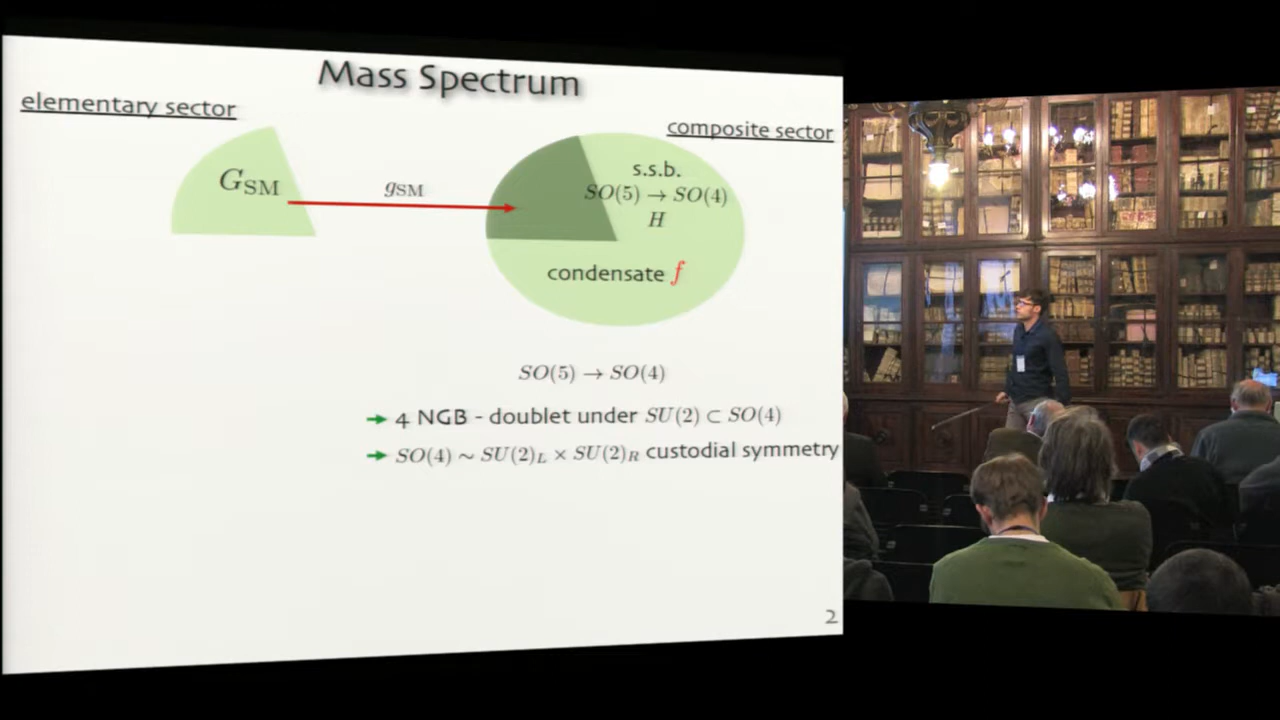 Mass Spectrum
elementary sector
composite sector
G_SM
g_SM
s.s.b.
SO(5) → SO(4)
H
condensate f
SO(5) → SO(4)
→ 4 NGB - doublet under SU(2) ⊂ SO(4)
→ SO(4) ∼ SU(2)_L × SU(2)_R custodial symmetry
2